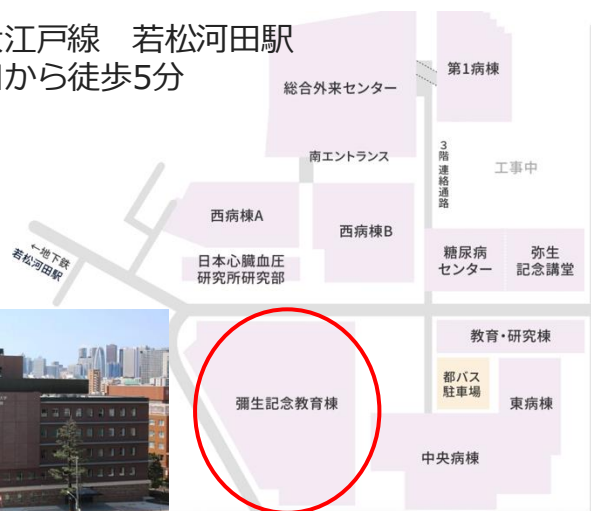 江戸線　若松河田駅
から徒歩5分
総合外来センター
第1病棟
南エントランス
3階 連絡通路
工事中
西病棟A
西病棟B
←地下鉄
若松河田駅
日本心臓血圧
研究所研究部
糖尿病
センター
弥生
記念講堂
教育・研究棟
彌生記念教育棟
都バス
駐車場
東病棟
中央病棟